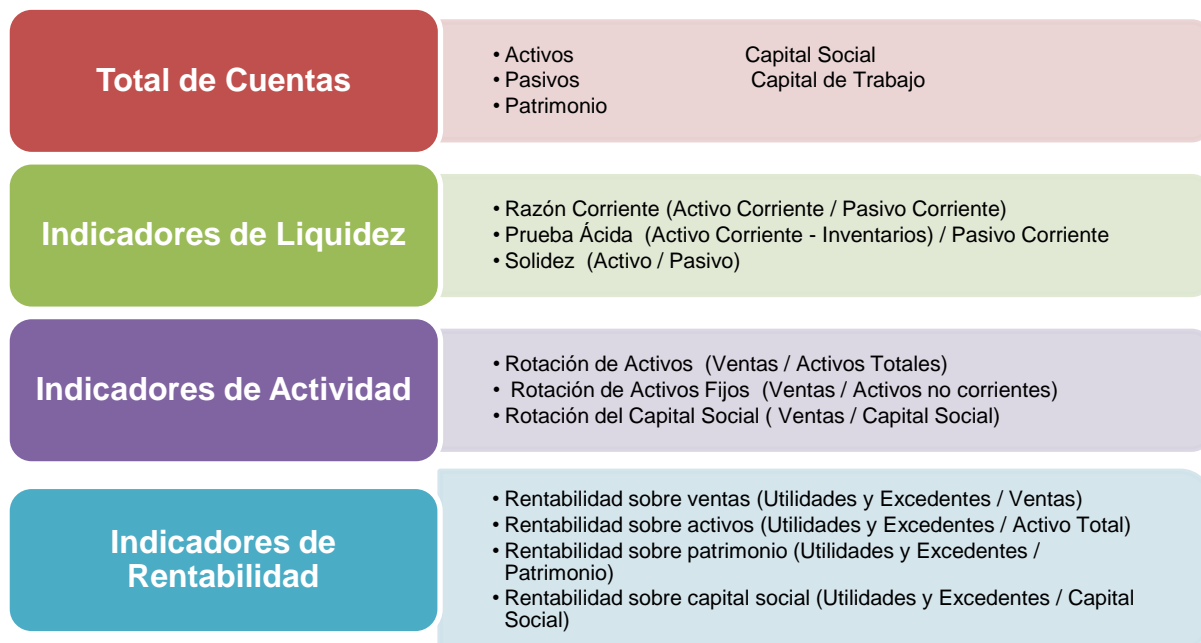 Total de Cuentas
• Activos Capital Social
• Pasivos Capital de Trabajo
• Patrimonio
Indicadores de Liquidez
• Razón Corriente (Activo Corriente / Pasivo Corriente)
• Prueba Ácida (Activo Corriente - Inventarios) / Pasivo Corriente
• Solidez (Activo / Pasivo)
Indicadores de Actividad
• Rotación de Activos (Ventas / Activos Totales)
• Rotación de Activos Fijos (Ventas / Activos no corrientes)
• Rotación del Capital Social ( Ventas / Capital Social)
Indicadores de
Rentabilidad
• Rentabilidad sobre ventas (Utilidades y Excedentes / Ventas)
• Rentabilidad sobre activos (Utilidades y Excedentes / Activo Total)
• Rentabilidad sobre patrimonio (Utilidades y Excedentes /
Patrimonio)
• Rentabilidad sobre capital social (Utilidades y Excedentes / Capital
Social)